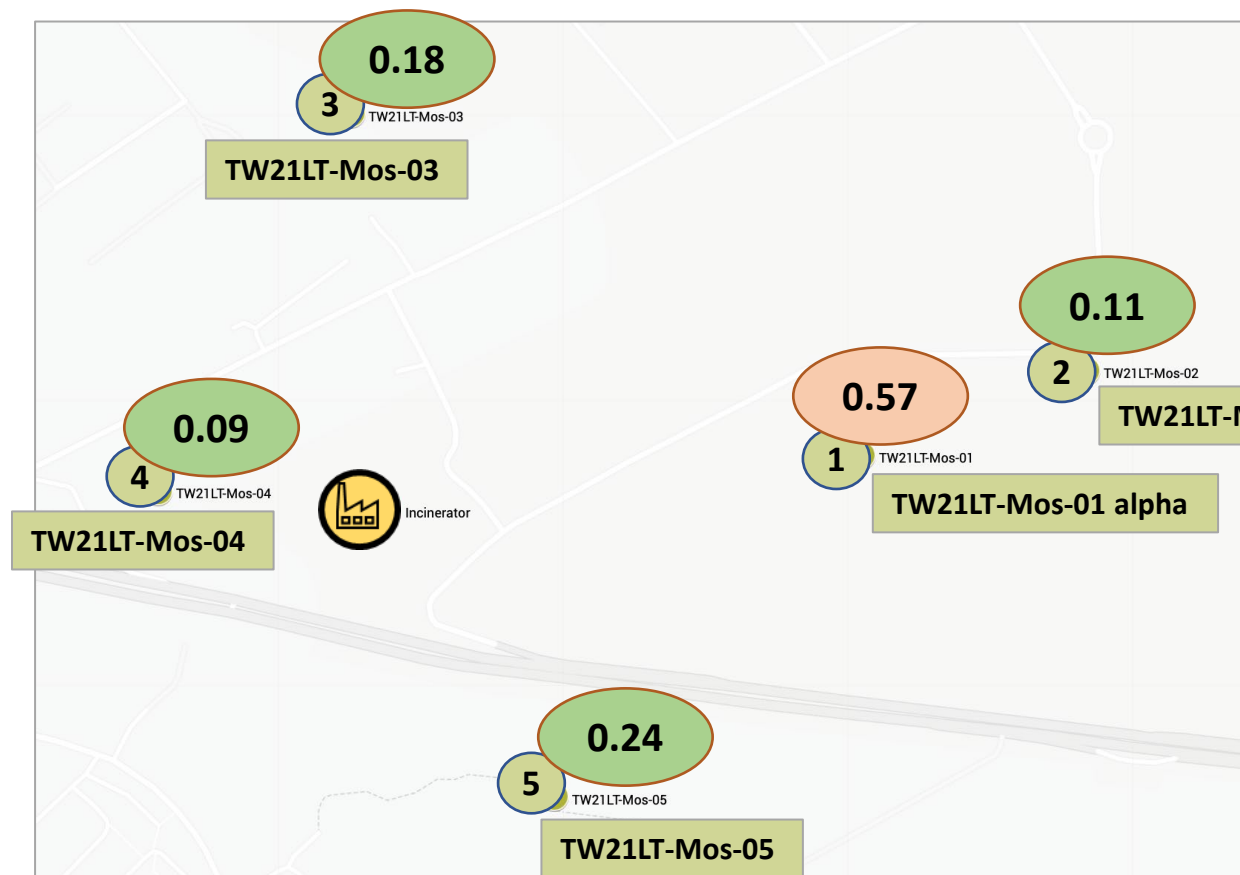 0.18
3
TW21LT-Mos-03
TW21LT-Mos-03
0.11
2
TW21LT-Mos-02
TW21LT-M
0.57
1
TW21LT-Mos-01
TW21LT-Mos-01 alpha
0.09
4
TW21LT-Mos-04
TW21LT-Mos-04
Incinerator
0.24
5
TW21LT-Mos-05
TW21LT-Mos-05